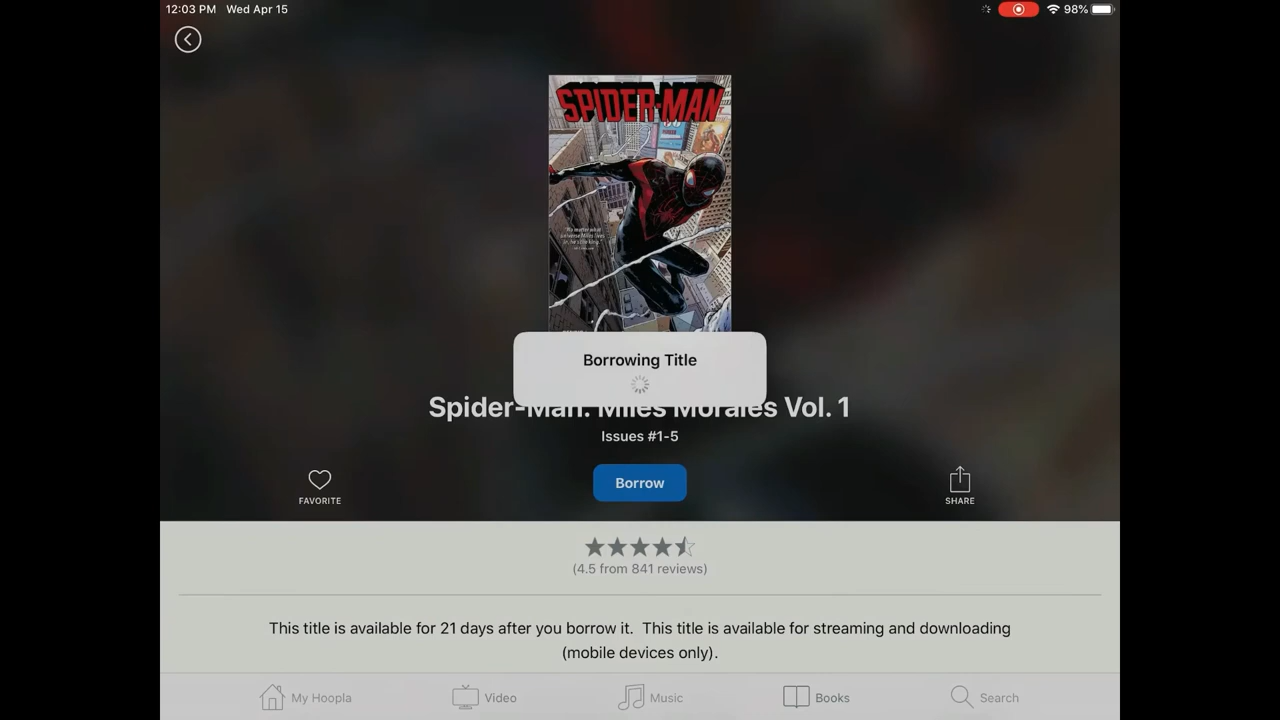 12:03 PM Wed Apr 15
98%
SPIDER-MAN
Borrowing Title
Spider-Man: Miles Morales Vol. 1
Issues #1-5
Borrow
FAVORITE
SHARE
(4.5 from 841 reviews)
This title is available for 21 days after you borrow it. This title is available for streaming and downloading
(mobile devices only).
My Hoopla
Video
Music
Books
Search